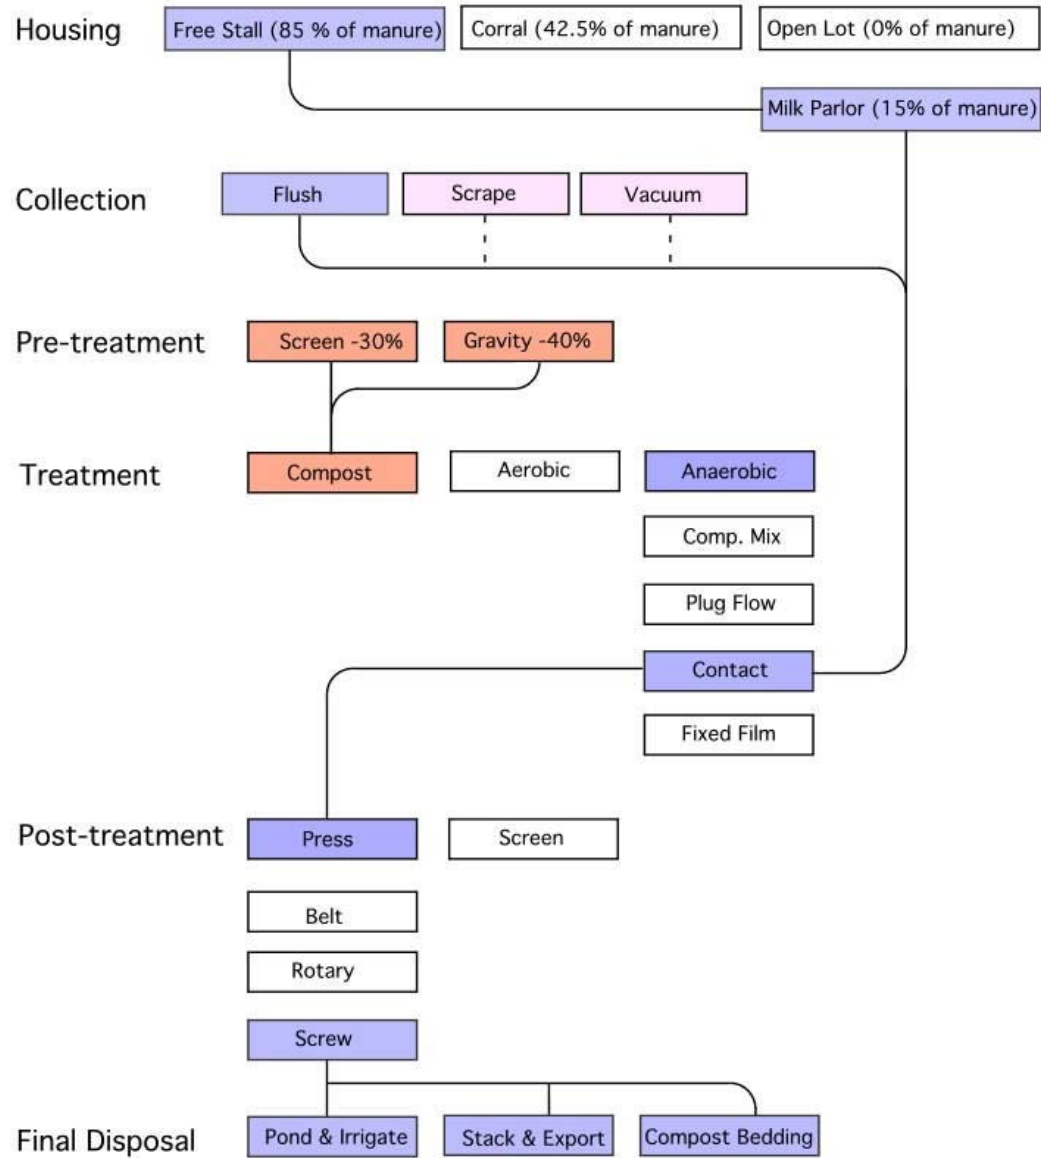 Housing
Free Stall (85 % of manure)
Corral (42.5% of manure)
Open Lot (0% of manure)
Milk Parlor (15% of manure)
Collection
Flush
Scrape
Vacuum
Pre-treatment
Screen -30%
Gravity -40%
Treatment
Compost
Aerobic
Anaerobic
Comp. Mix
Plug Flow
Contact
Fixed Film
Post-treatment
Press
Screen
Belt
Rotary
Screw
Final Disposal
Pond & Irrigate
Stack & Export
Compost Bedding